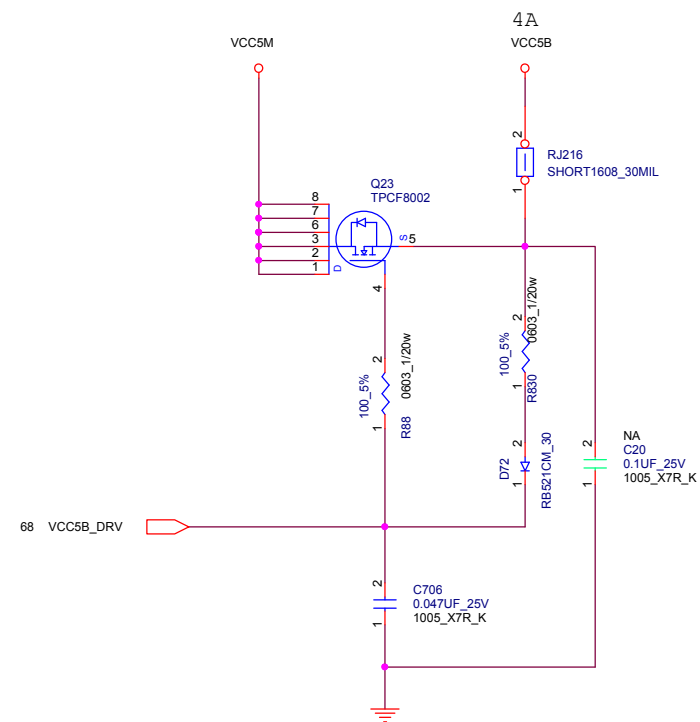 4A
VCC5M
VCC5B
2
RJ216
SHORT1608_30MIL
1
Q23
TPCF8002
8
7
6
3
2
1
D
S
5
4
2
0603_1/20w
100_5%
1
R88
2
0603_1/20w
100_5%
1
R830
2
D72
1
RB521CM_30
NA
2
C20
0.1UF_25V
1
1005_X7R_K
68 VCC5B_DRV
2
C706
0.047UF_25V
1
1005_X7R_K